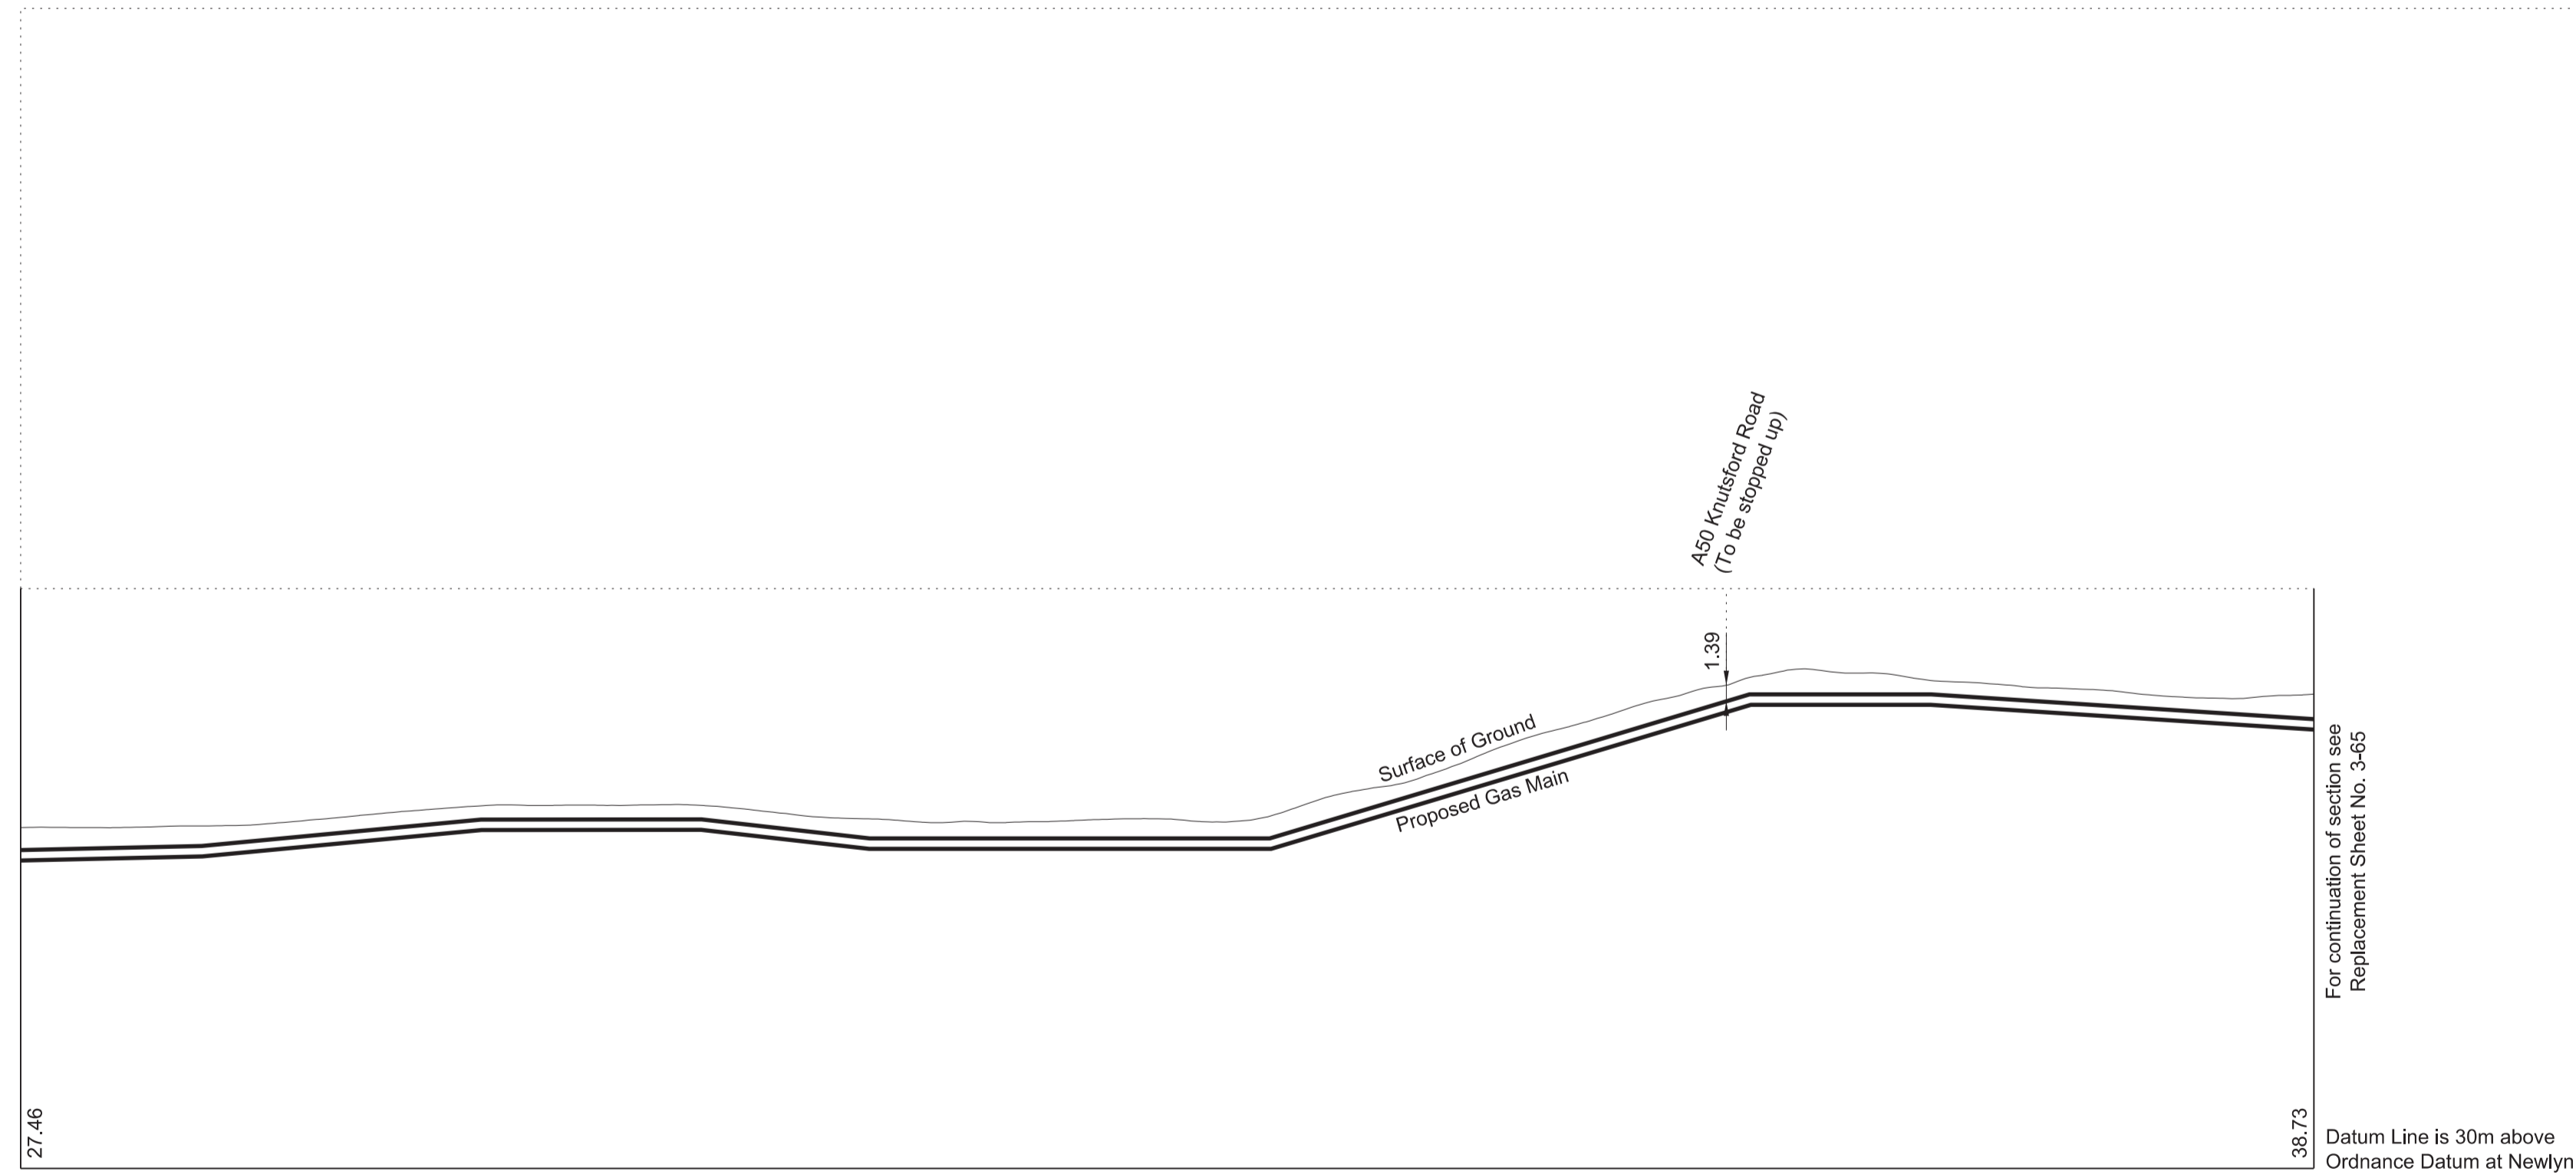 A50 Knutsford Road
(To be stopped up)
1.39
Surface of Ground
Proposed Gas Main
For continuation of section see
Replacement Sheet No. 3-65
27.46
38.73
Datum Line is 30m above
Ordnance Datum at Newlyn